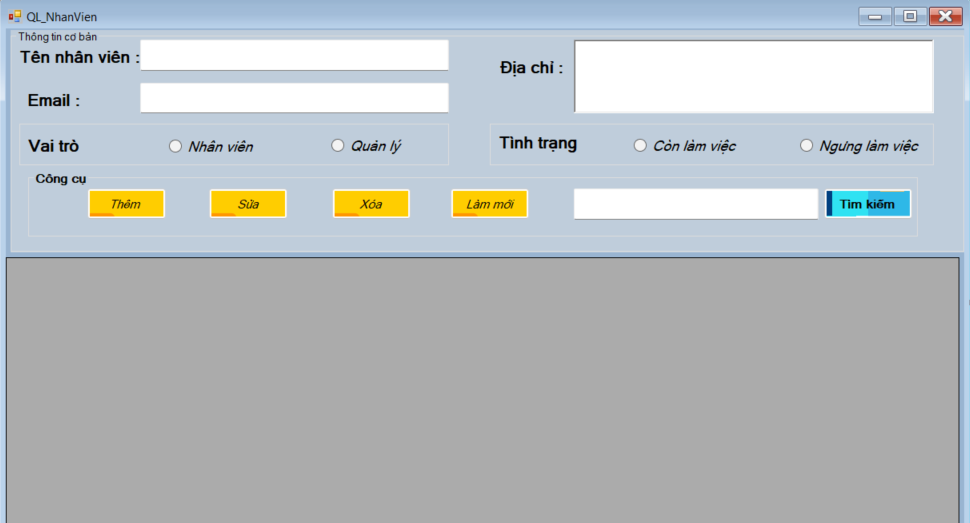 QL_NhanVien
Thông tin cơ bản
Tên nhân viên :
Địa chỉ :
Email :
Vai trò
Nhân viên
Quản lý
Tình trạng
Còn làm việc
Ngưng làm việc
Công cụ
Thêm
Sửa
Xóa
Làm mới
Tìm kiếm